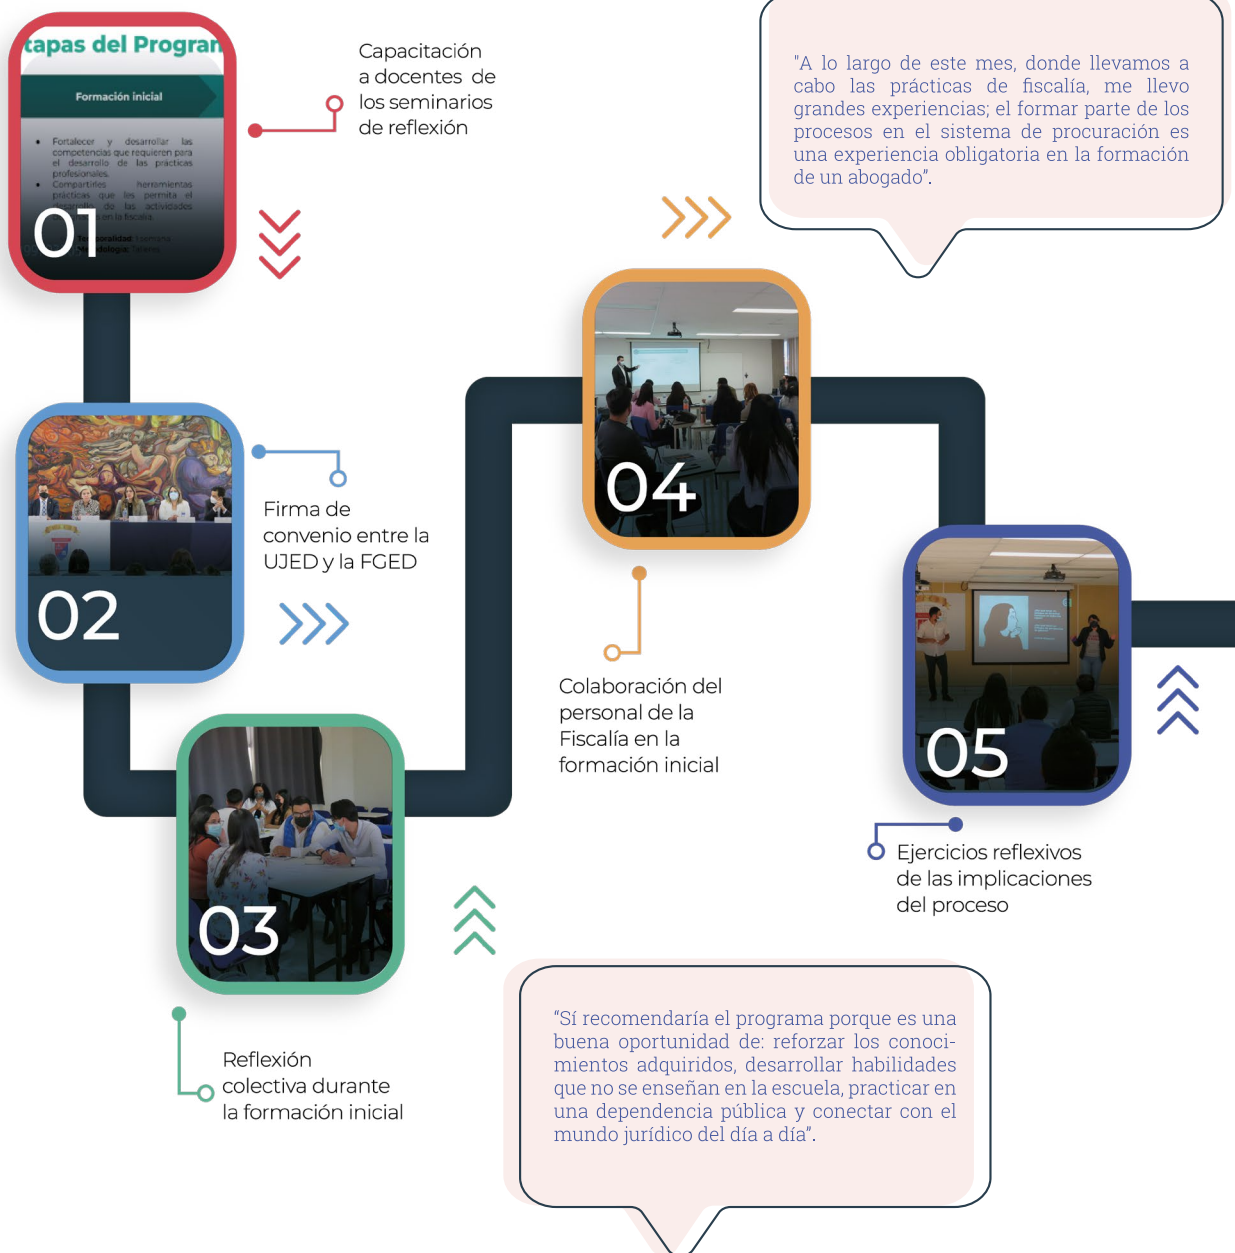 tapas del Progran
Formación inicial
Fortalecer y desarrollar las
competencias que requieren para
el desarrollo de las prácticas
profesionales.
Compartirles herramientas
prácticas que les permita el
desarrollo de las actividades
en la fiscalía.
01
Capacitación
a docentes de
los seminarios
de reflexión
"A lo largo de este mes, donde llevamos a
cabo las prácticas de fiscalía, me llevo
grandes experiencias; el formar parte de los
procesos en el sistema de procuración es
una experiencia obligatoria en la formación
de un abogado”.
02
Firma de
convenio entre la
UJED y la FGED
03
Reflexión
colectiva durante
la formación inicial
04
Colaboración del
personal de la
Fiscalía en la
formación inicial
05
Ejercicios reflexivos
de las implicaciones
del proceso
“Sí recomendaría el programa porque es una
buena oportunidad de: reforzar los conoci-
mientos adquiridos, desarrollar habilidades
que no se enseñan en la escuela, practicar en
una dependencia pública y conectar con el
mundo jurídico del día a día”.